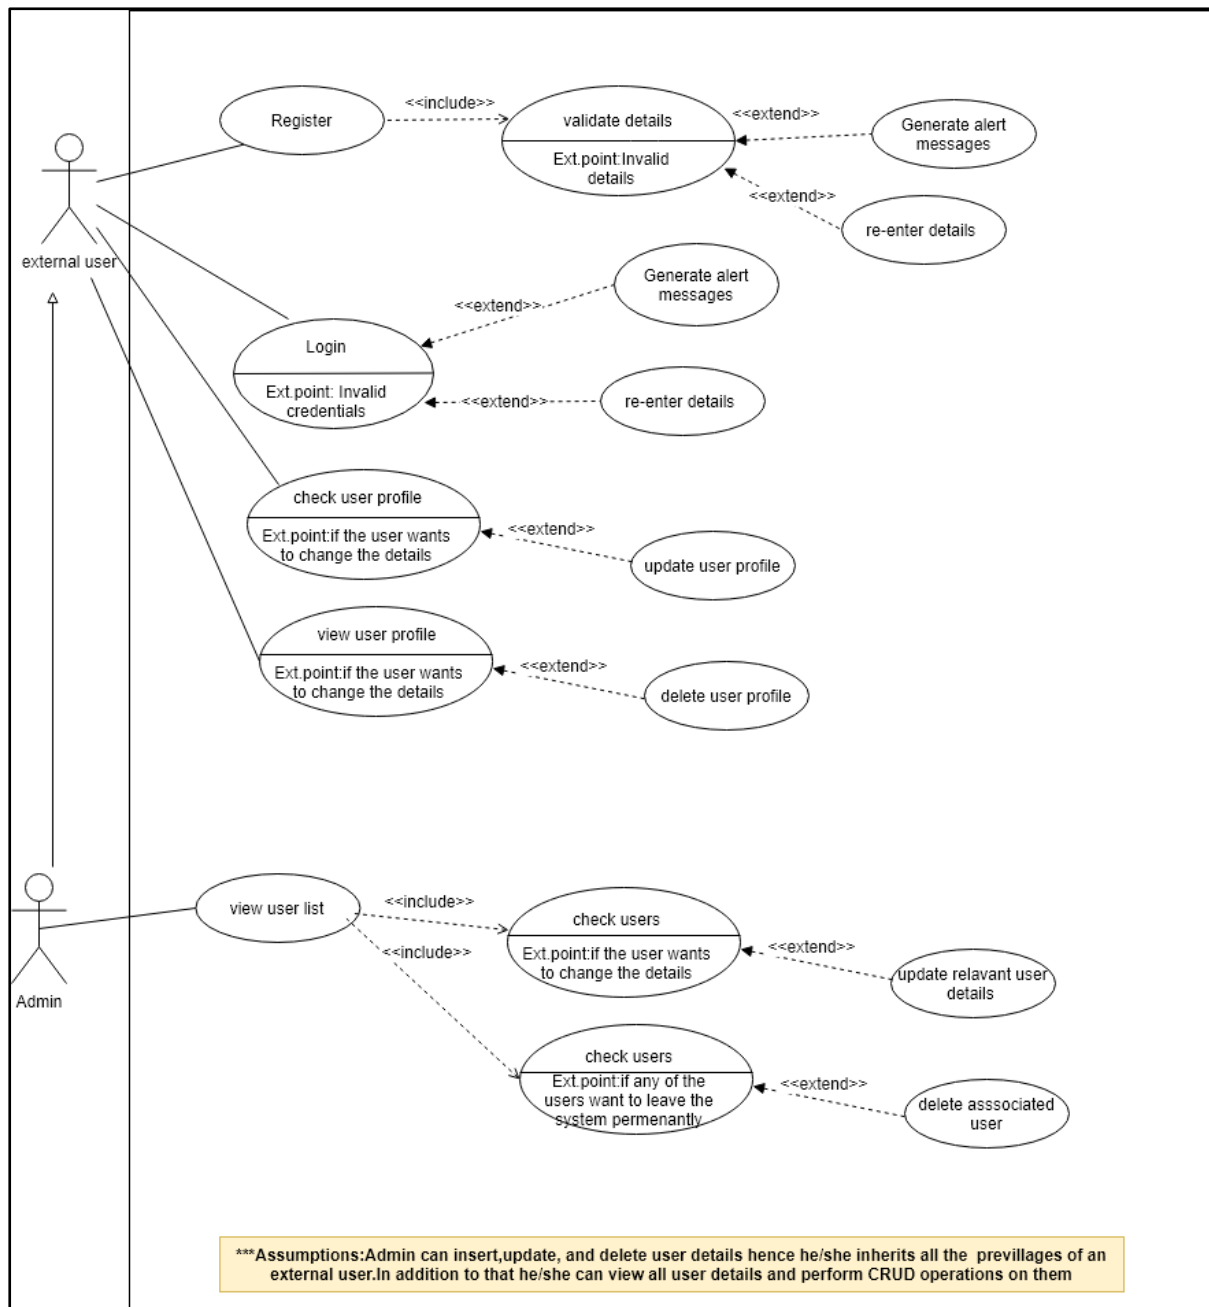 Register
<<include>>
validate details
Ext.point:Invalid
details
<<extend>>
Generate alert
messages
<<extend>>
re-enter details
external user
Generate alert
messages
<<extend>>
Login
Ext.point: Invalid
credentials
<<extend>>
re-enter details
check user profile
Ext.point:if the user wants
to change the details
<<extend>>
update user profile
view user profile
Ext.point:if the user wants
to change the details
<<extend>>
delete user profile
Admin
view user list
<<include>>
<<include>>
check users
Ext.point:if the user wants
to change the details
<<extend>>
update relavant user
details
check users
Ext.point:if any of the
users want to leave the
system permenantly
<<extend>>
delete asssociated
user
***Assumptions:Admin can insert,update, and delete user details hence he/she inherits all the previllages of an
external user.In addition to that he/she can view all user details and perform CRUD operations on them